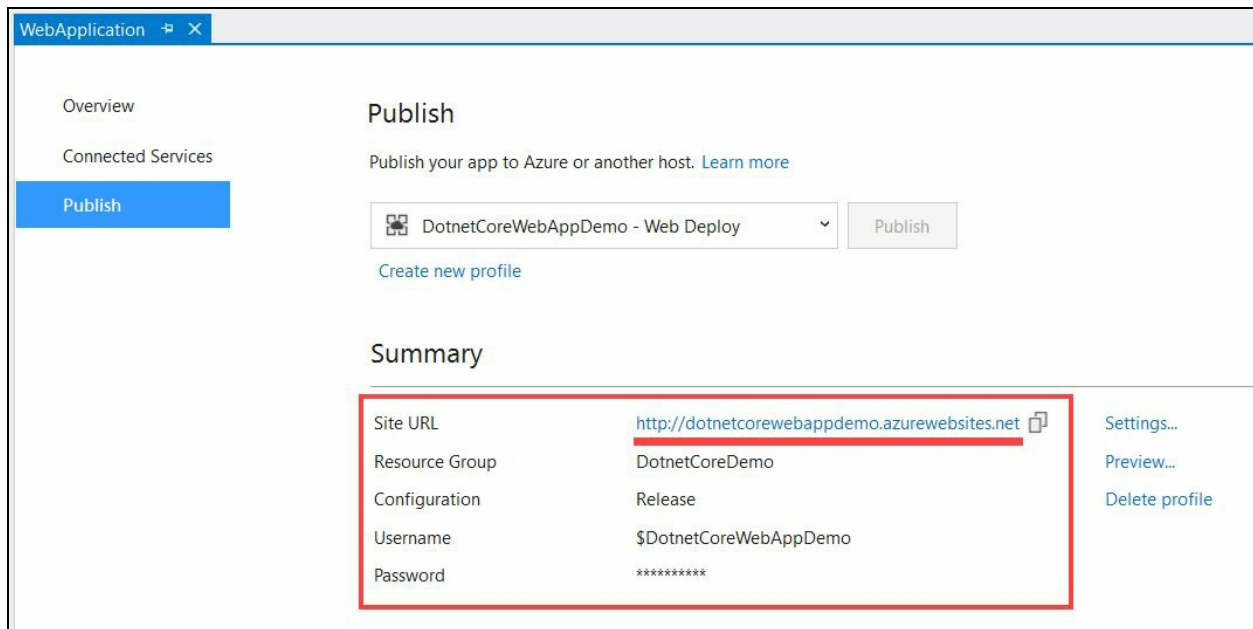 WebApplication
Overview
Publish
Publish your app to Azure or another host. Learn more
Connected Services
Publish
DotnetCoreWebAppDemo - Web Deploy
Publish
Create new profile
Summary
Site URL http://dotnetcorewebappdemo.azurewebsites.net Settings...
Resource Group DotnetCoreDemo Preview...
Configuration Release Delete profile
Username $DotnetCoreWebAppDemo
Password **********